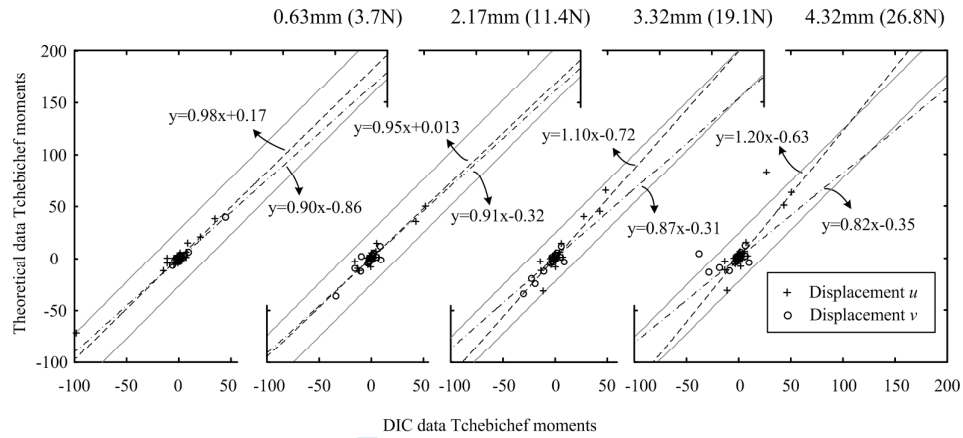 0.63mm (3.7N) 2.17mm (11.4N) 3.32mm (19.1N) 4.32mm (26.8N)
200
150
100
50
0
-50
-100
Theoretical data Tchebichef moments
y=0.98x+0.17
y=0.90x-0.86
y=0.95x+0.013
y=0.91x-0.32
y=1.10x-0.72
y=0.87x-0.31
y=1.20x-0.63
y=0.82x-0.35
+ Displacement u
o Displacement v
-100 -50 0 50 -100 -50 0 50 -100 -50 0 50 -100 -50 0 50 100 150 200
DIC data Tchebichef moments